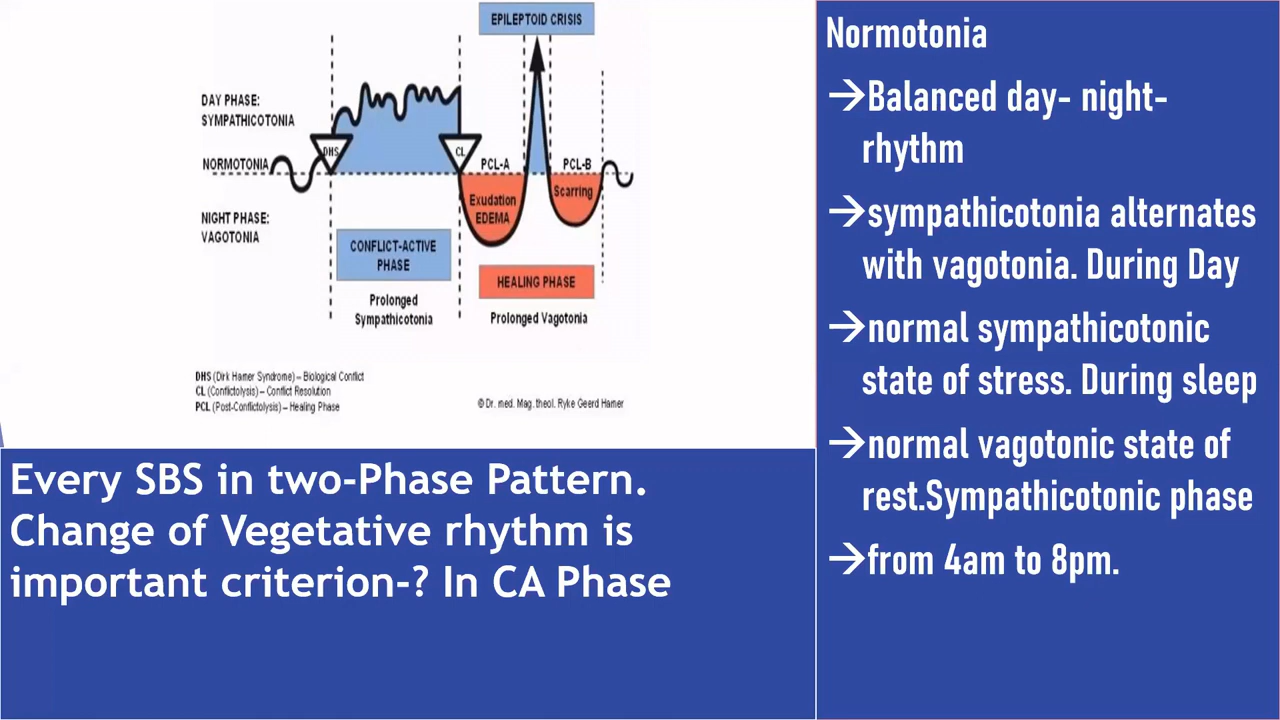 EPILEPTOID CRISIS
DAY PHASE:
SYMPATHICOTONIA
NORMOTONIA
NIGHT PHASE:
VAGOTONIA
DHS
CL
PCL-A
PCL-B
Exudation
EDEMA
Scarring
CONFLICT-ACTIVE
PHASE
HEALING PHASE
Prolonged
Sympathicotonia
Prolonged Vagotonia
DHS (Dirk Hamer Syndrome) – Biological Conflict
CL (Conflictolysis) – Conflict Resolution
PCL (Post-Conflictolysis) – Healing Phase
© Dr. med. Mag. theol. Ryke Geerd Hamer
Every SBS in two-Phase Pattern.
Change of Vegetative rhythm is
important criterion-? In CA Phase
Normotonia
→Balanced day- night-
rhythm
→sympathicotonia alternates
with vagotonia. During Day
→normal sympathicotonic
state of stress. During sleep
→normal vagotonic state of
rest.Sympathicotonic phase
→from 4am to 8pm.